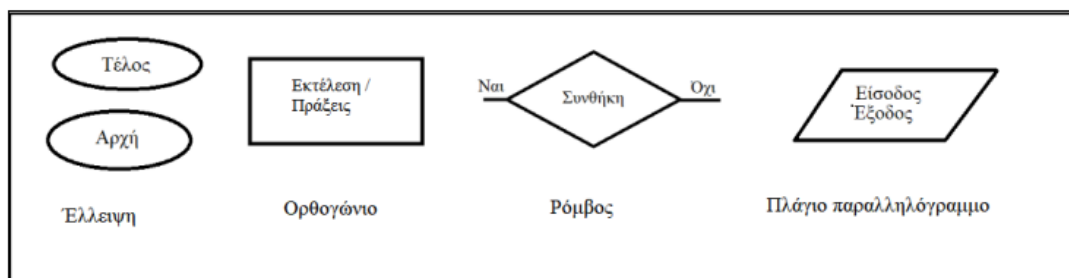 Τέλος
Αρχή
Έλλειψη
Εκτέλεση /
Πράξεις
Ορθογώνιο
Ναι
Συνθήκη
Όχι
Ρόμβος
Είσοδος
Έξοδος
Πλάγιο παραλληλόγραμμο